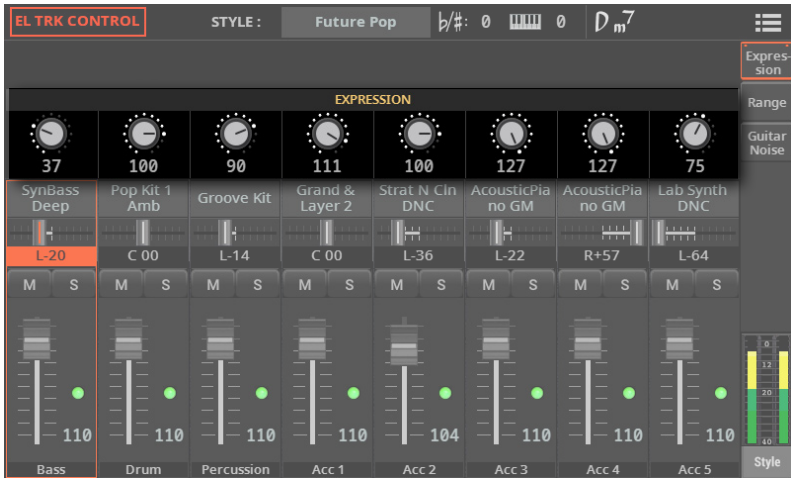 EL TRK CONTROL STYLE : Future Pop ♭/♯: 0 0 Dm7
Expres-
sion
EXPRESSION
Range
Guitar
Noise
37 100 90 111 100 127 127 75
SynBass Pop Kit 1 Groove Kit Grand & Strat N Cln AcousticPia AcousticPia Lab Synth
Deep Amb Layer 2 DNC no GM no GM DNC
L-20 C 00 L-14 C 00 L-36 L-22 R+57 L-64
M S M S M S M S M S M S M S M S
0
12
20
110 110 110 110 104 110 110 110
40
Bass Drum Percussion Acc 1 Acc 2 Acc 3 Acc 4 Acc 5
Style